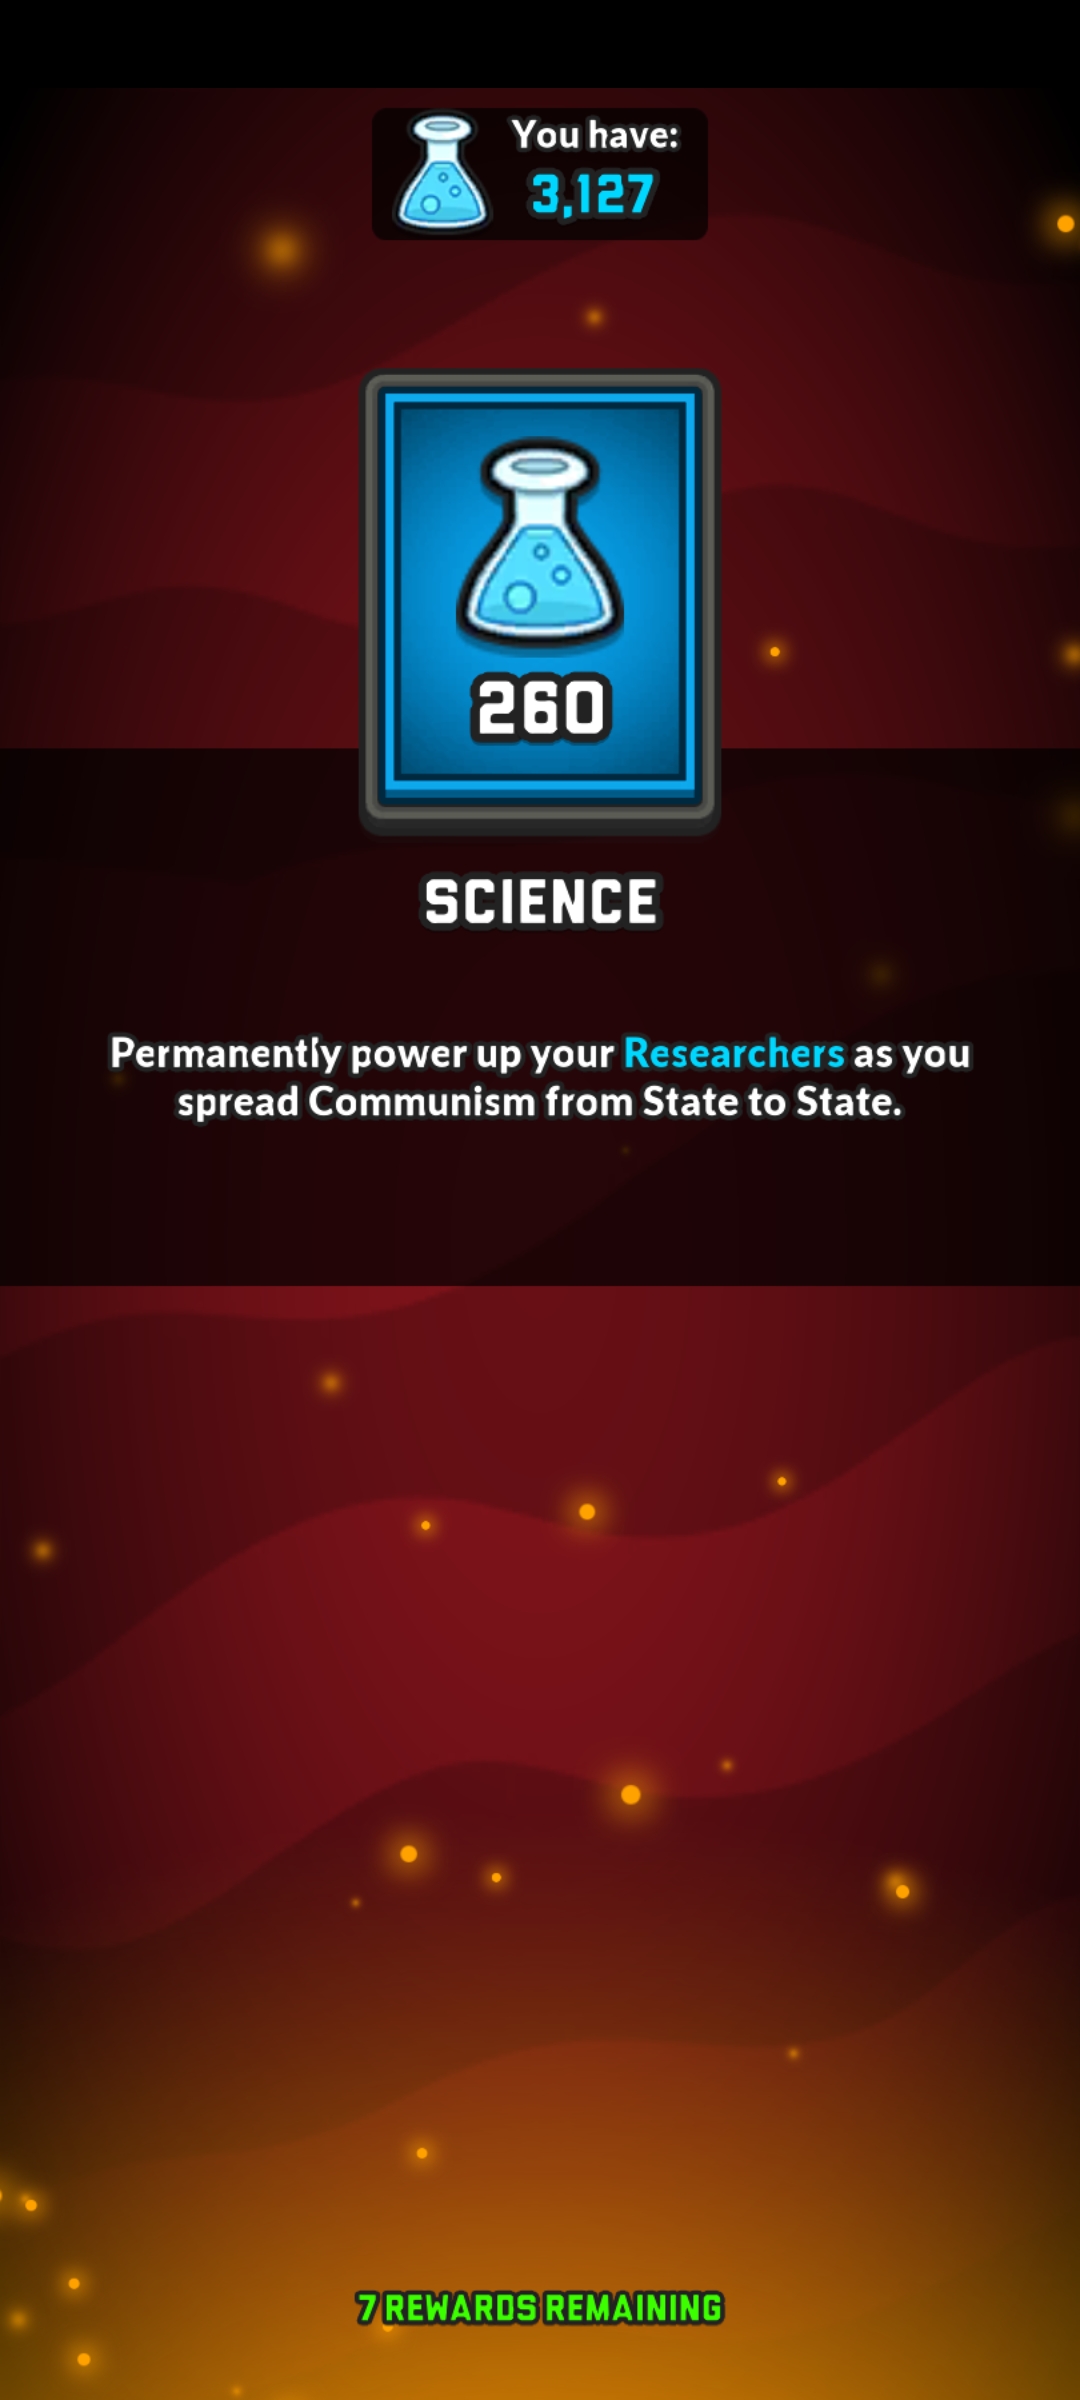 You have:
3,127
260
SCIENCE
Permanently power up your Researchers as you
spread Communism from State to State.
7 REWARDS REMAINING